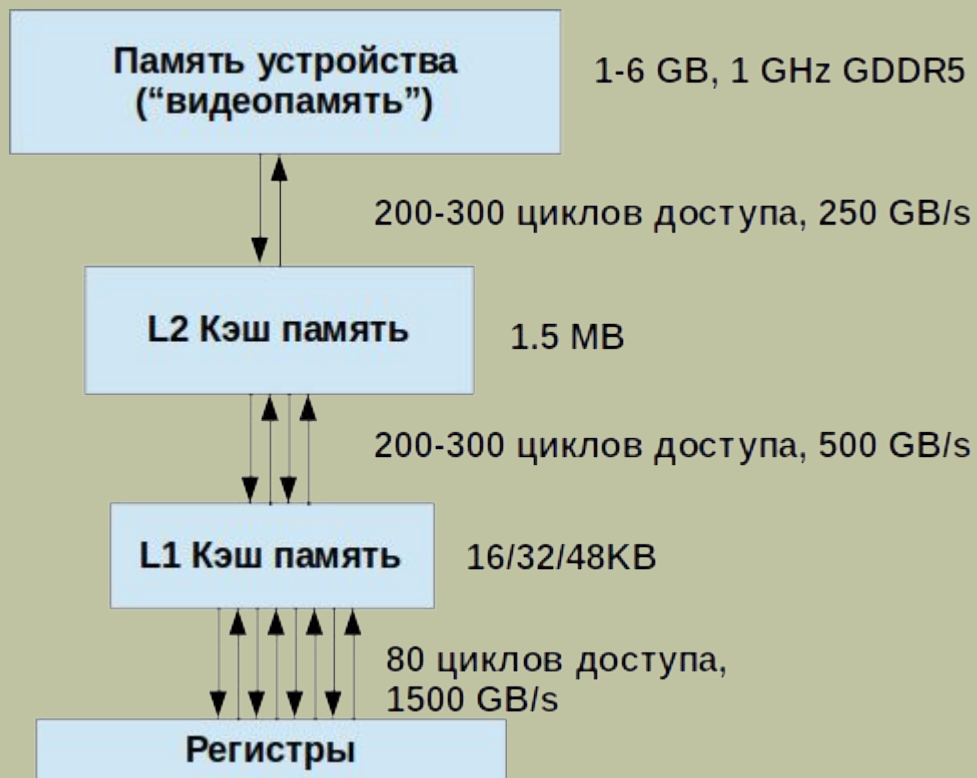 Память устройства
(“видеопамять”)
1-6 GB, 1 GHz GDDR5
200-300 циклов доступа, 250 GB/s
L2 Кэш память
1.5 MB
200-300 циклов доступа, 500 GB/s
L1 Кэш память
16/32/48KB
80 циклов доступа,
1500 GB/s
Регистры